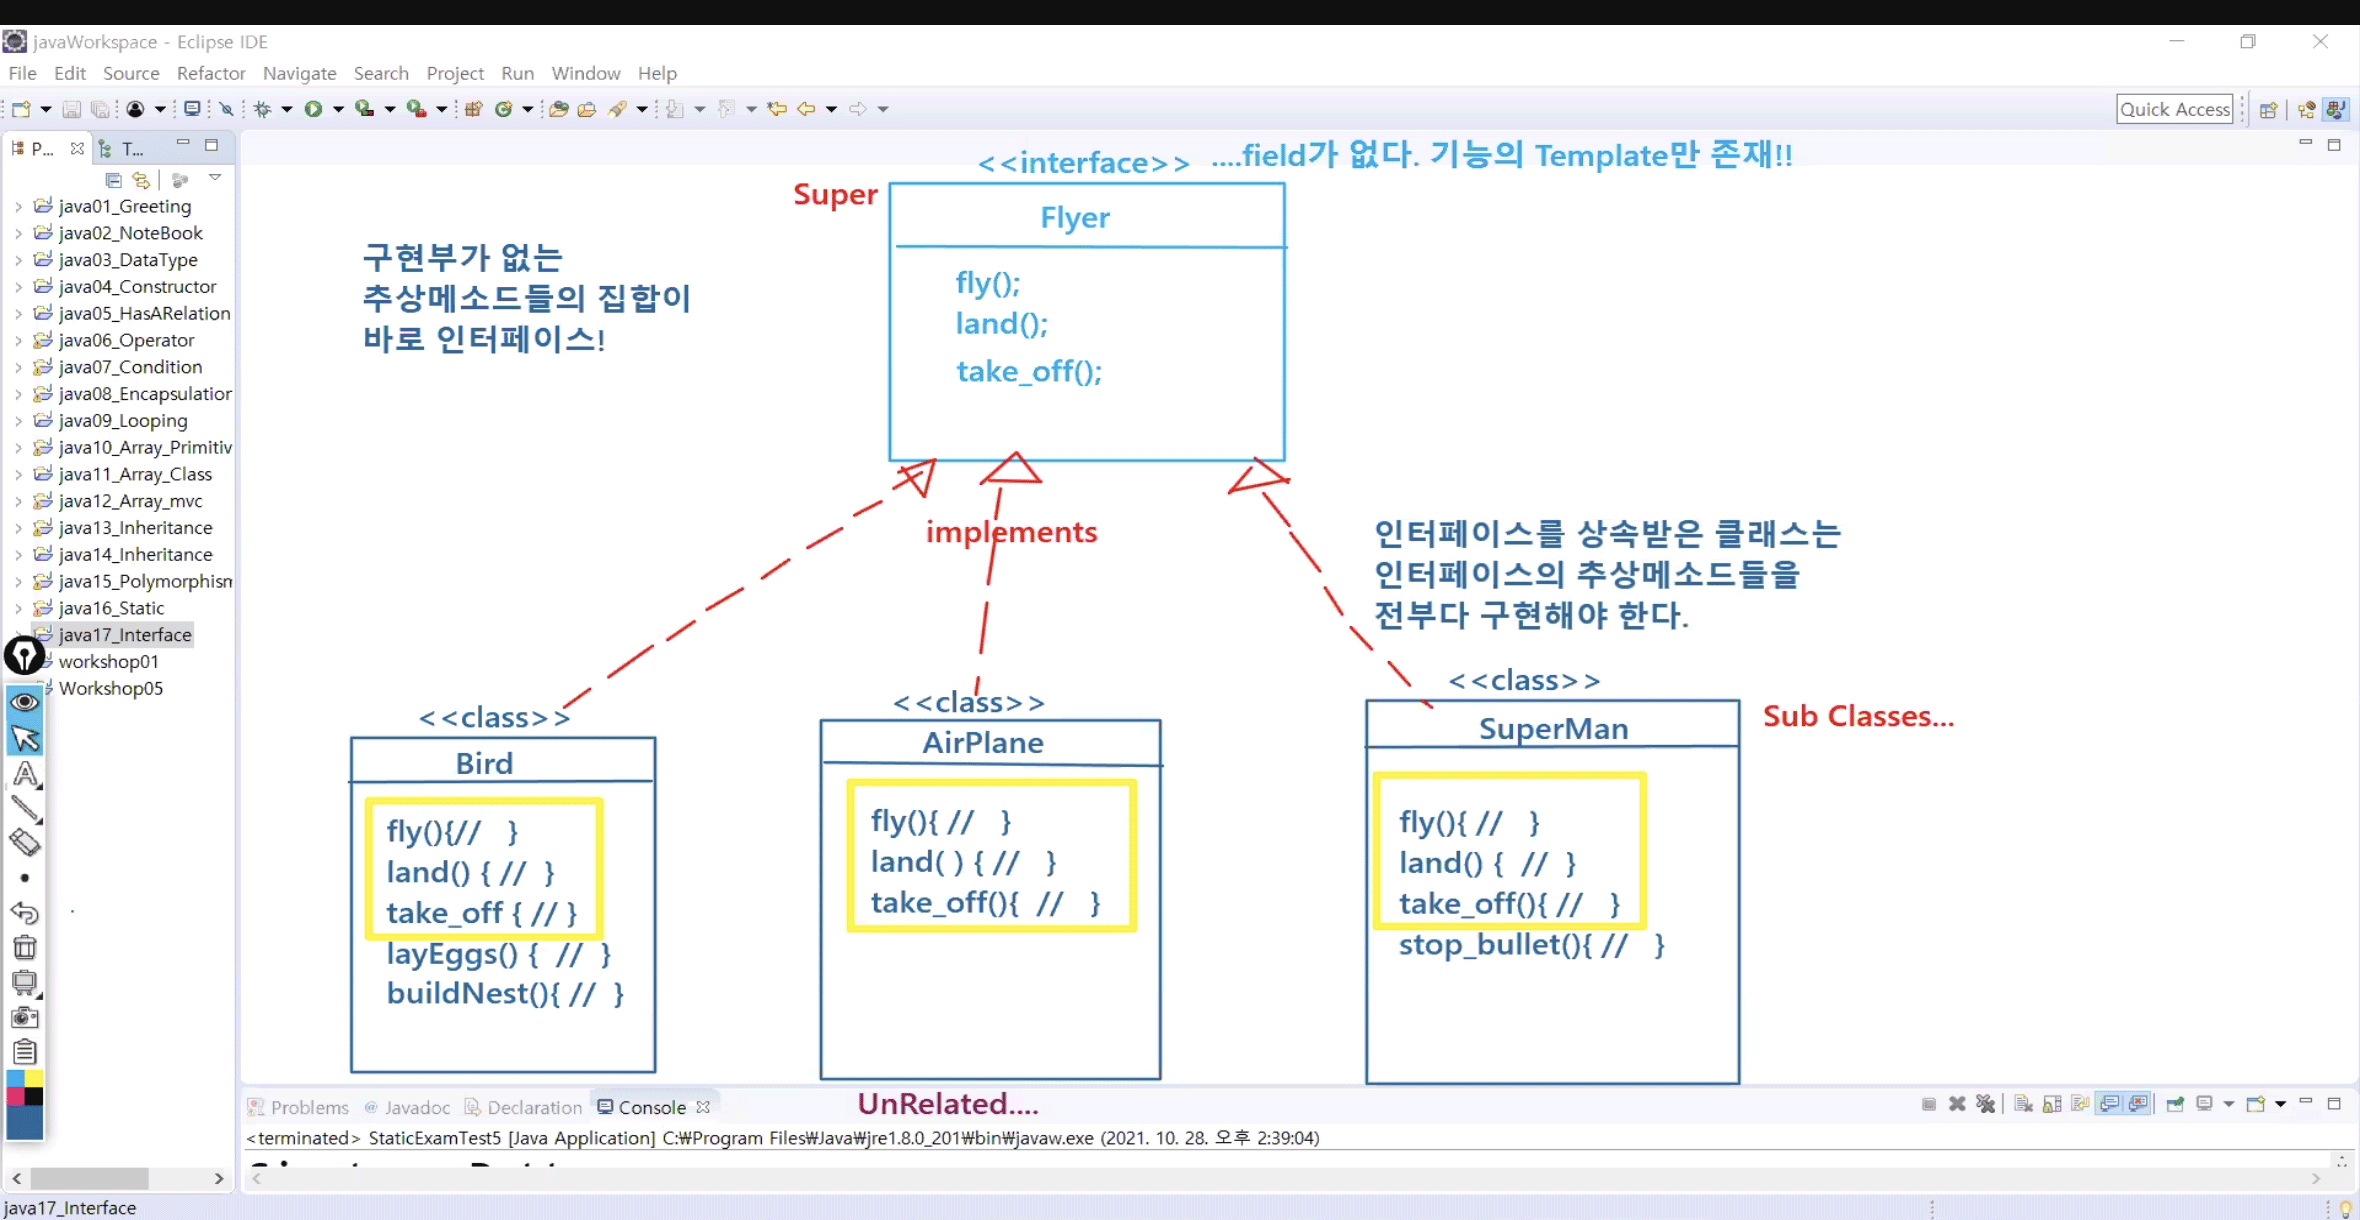 javaWorkspace - Eclipse IDE
File Edit Source Refactor Navigate Search Project Run Window Help
Quick Access
P...
T...
java01_Greeting
java02_NoteBook
java03_DataType
java04_Constructor
java05_HasARelation
java06_Operator
java07_Condition
java08_Encapsulation
java09_Looping
java10_Array_Primitiv
java11_Array_Class
java12_Array_mvc
java13_Inheritance
java14_Inheritance
java15_Polymorphism
java16_Static
java17_Interface
workshop01
Workshop05
<<interface>> ....field가 없다. 기능의 Template만 존재!!
Super
Flyer
fly();
land();
take_off();
구현부가 없는
추상메소드들의 집합이
바로 인터페이스!
implements
인터페이스를 상속받은 클래스는
인터페이스의 추상메소드들을
전부다 구현해야 한다.
<<class>>
Bird
fly(){// }
land() { // }
take_off { // }
layEggs() { // }
buildNest(){ // }
<<class>>
AirPlane
fly(){ // }
land( ) { // }
take_off(){ // }
<<class>>
SuperMan
fly(){ // }
land() { // }
take_off(){ // }
stop_bullet(){ // }
Sub Classes...
UnRelated....
Problems @ Javadoc Declaration Console
<terminated> StaticExamTest5 [Java Application] C:₩Program Files₩Java₩jre1.8.0_201₩bin₩javaw.exe (2021. 10. 28. 오후 2:39:04)
java17_Interface